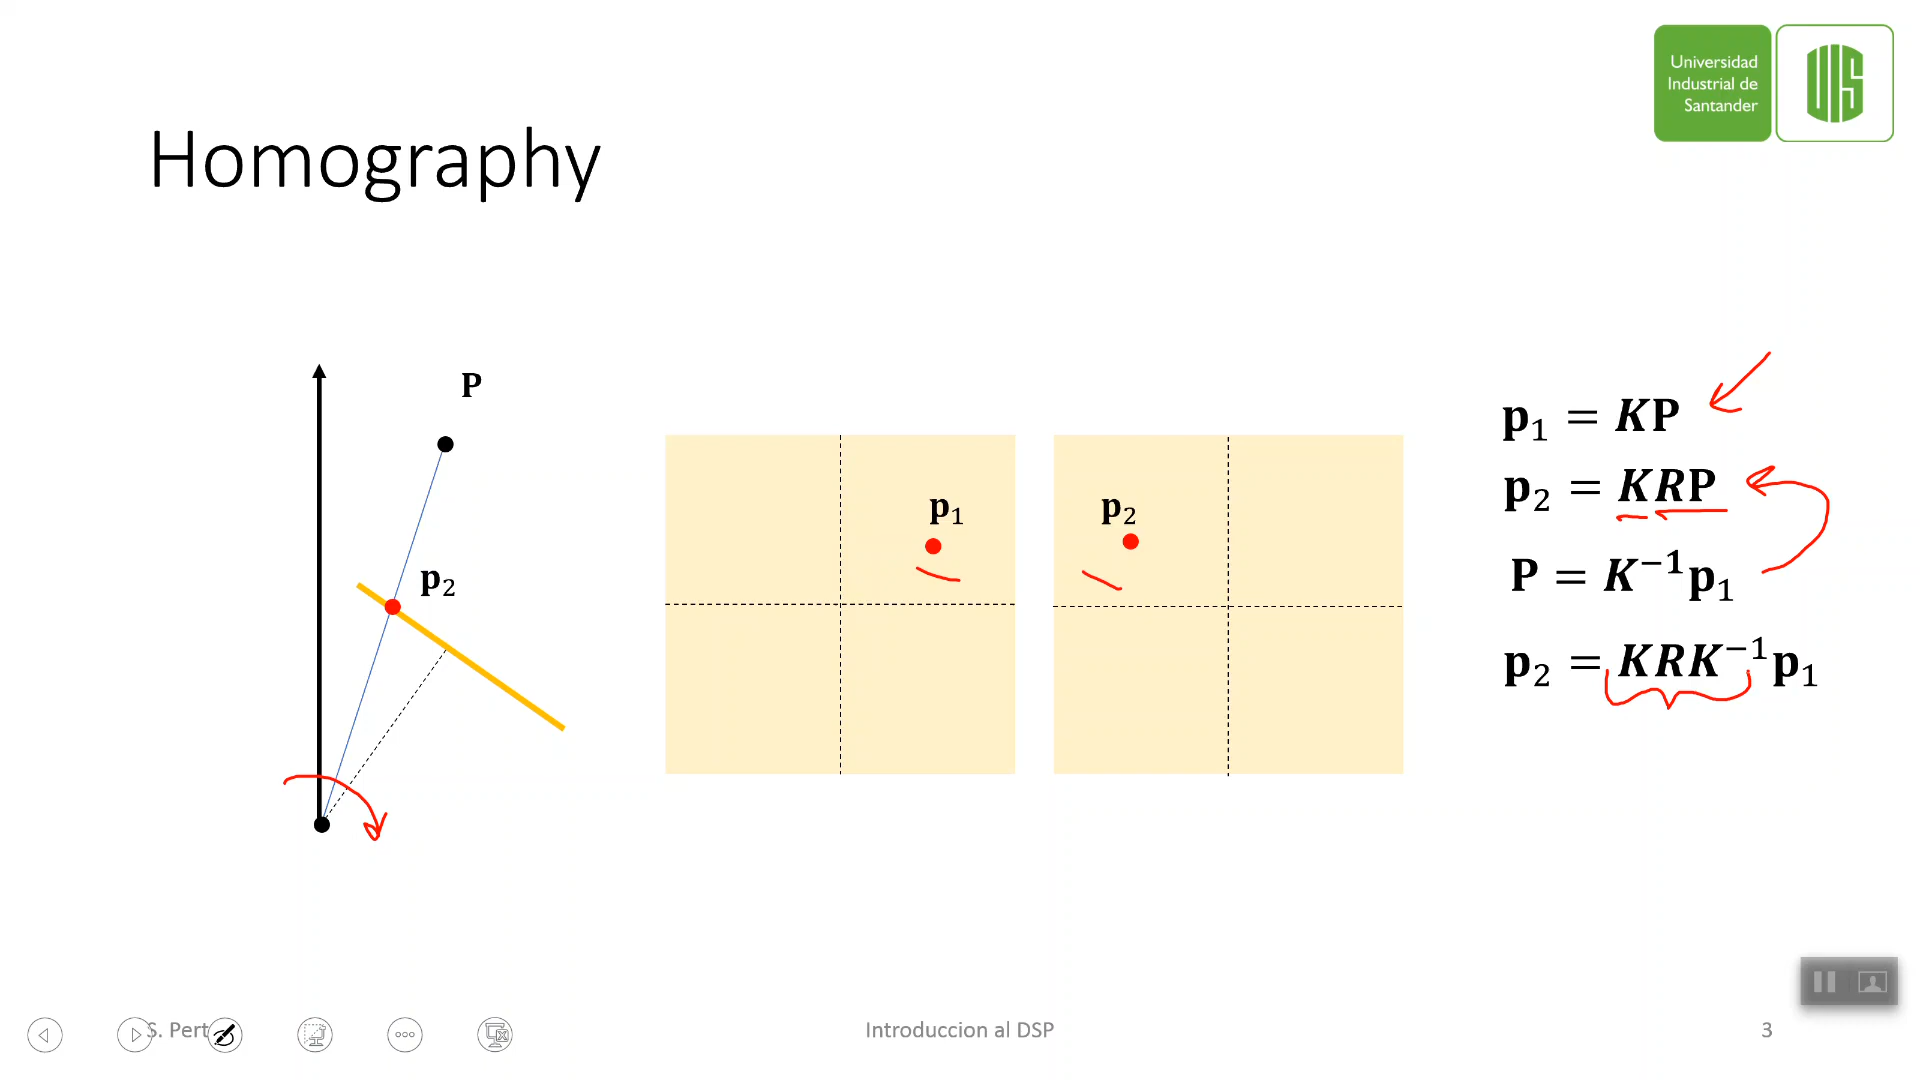 Universidad
Industrial de
Santander
UIS
Homography
P
p₂
p₁
p₂
p₁ = KP
p₂ = KRP
P = K⁻¹p₁
p₂ = KRK⁻¹p₁
S. Pert
Introduccion al DSP
3